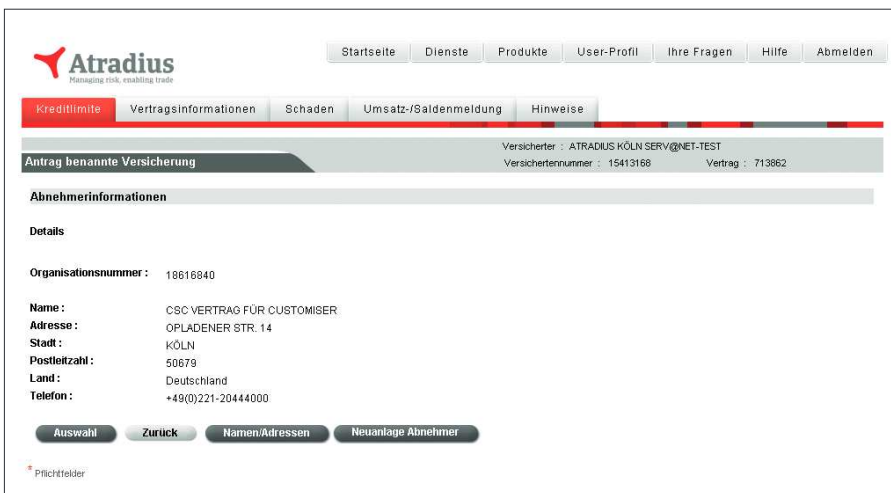 Atradius
Managing risk, enabling trade
Startseite Dienste Produkte User-Profil Ihre Fragen Hilfe Abmelden
Kreditlimite Vertragsinformationen Schaden Umsatz-/Saldenmeldung Hinweise
Versicherter : ATRADIUS KÖLN SERV@NET-TEST
Antrag benannte Versicherung Versichertennummer : 15413168 Vertrag : 713862
Abnehmerinformationen
Details
Organisationsnummer : 18616840
Name : CSC VERTRAG FÜR CUSTOMISER
Adresse : OPLADENER STR. 14
Stadt : KÖLN
Postleitzahl : 50679
Land : Deutschland
Telefon : +49(0)221-20444000
Auswahl Zurück Namen/Adressen Neuanlage Abnehmer
* Pflichtfelder